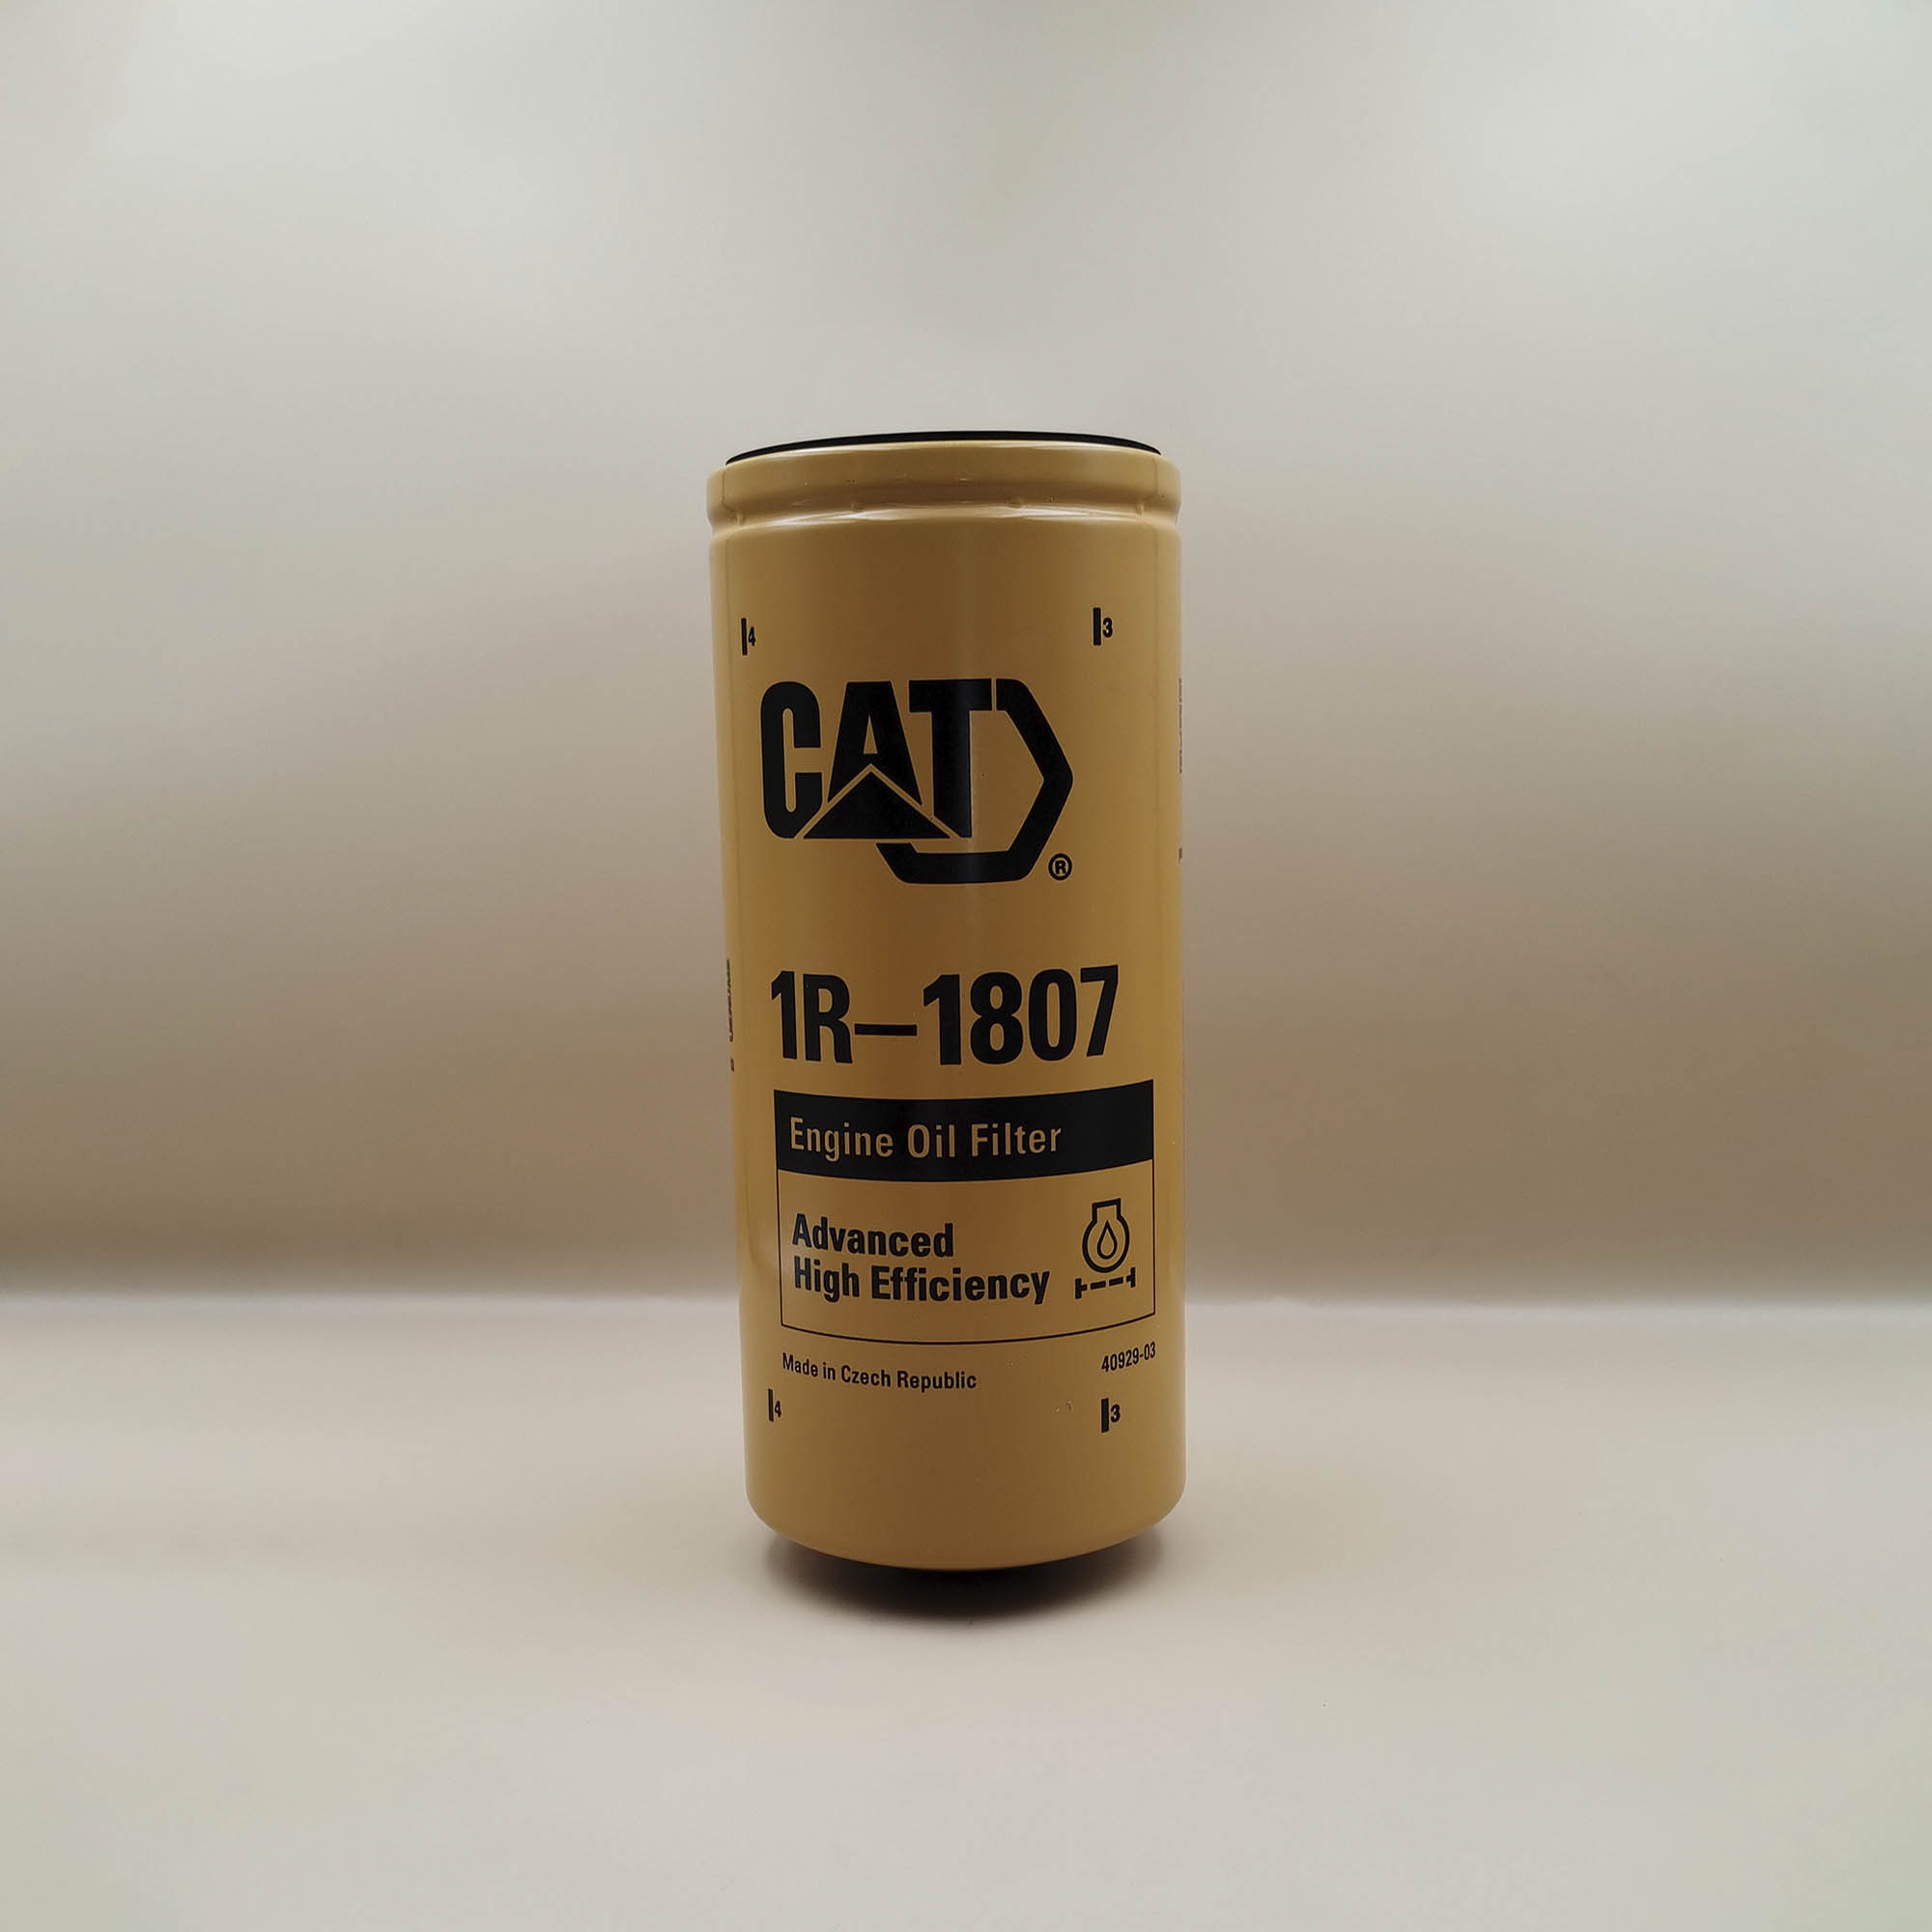 4 3
CAT
®
1R-1807
Engine Oil Filter
Advanced
High Efficiency
Made in Czech Republic 40929-03
4 3